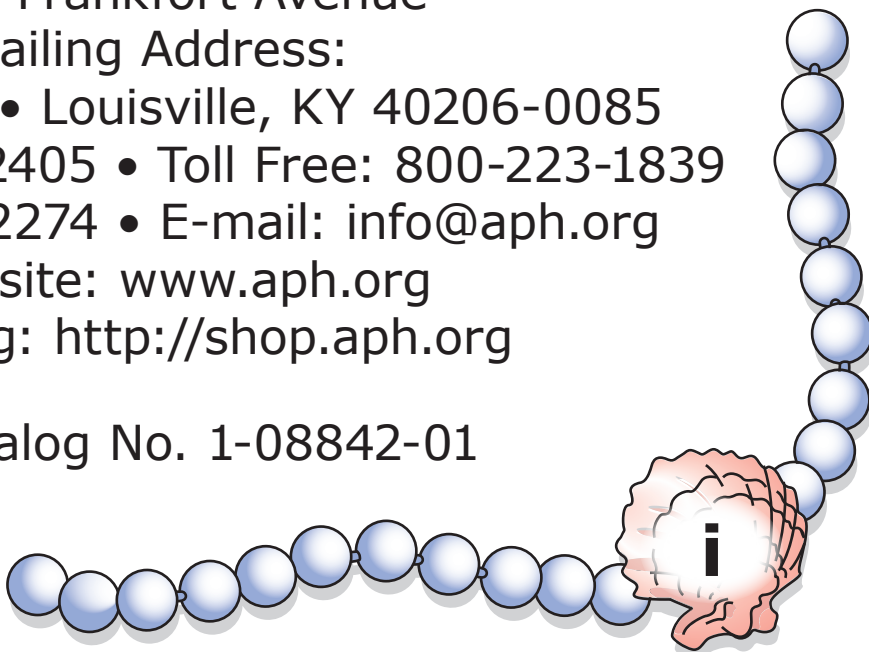 Frankfort Avenue
ailing Address:
• Louisville, KY 40206-0085
2405 • Toll Free: 800-223-1839
2274 • E-mail: info@aph.org
site: www.aph.org
g: http://shop.aph.org
alog No. 1-08842-01
i